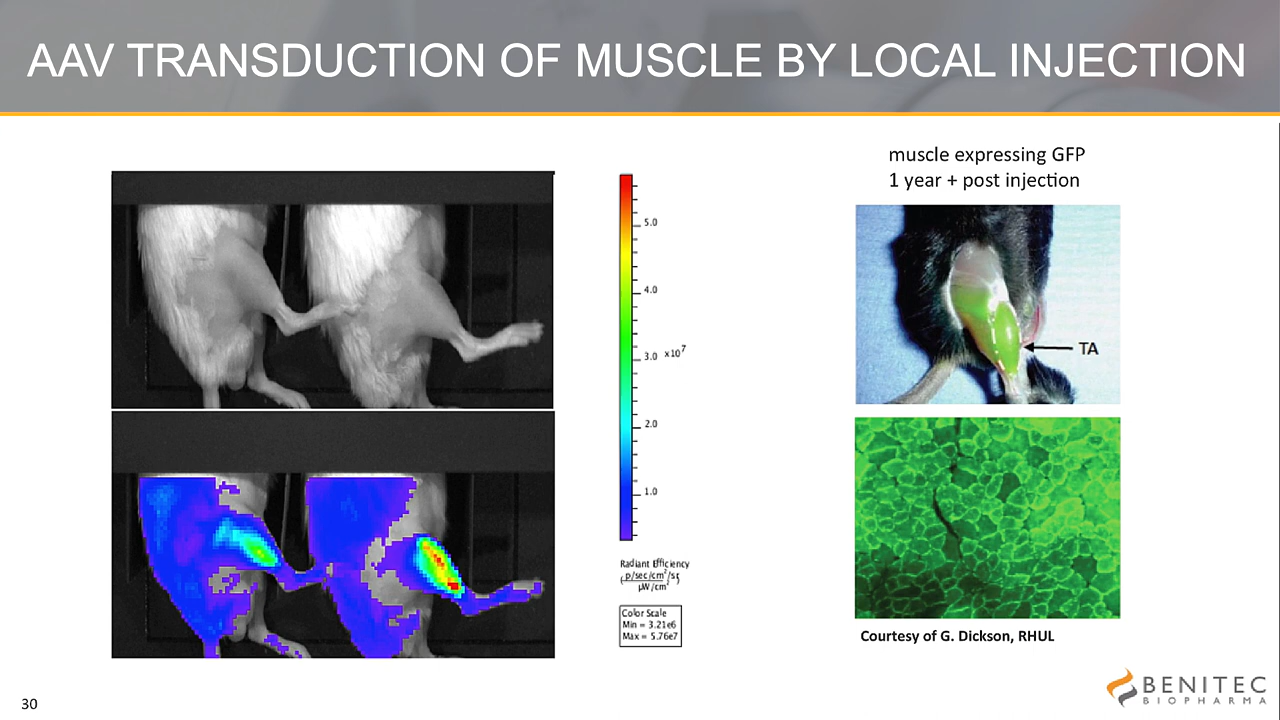 AAV TRANSDUCTION OF MUSCLE BY LOCAL INJECTION
muscle expressing GFP
1 year + post injection
5.0
4.0
3.0 x10⁷
2.0
1.0
TA
Radiant Efficiency
(p/sec/cm²/sr)
µW/cm²
Color Scale
Min = 3.21e6
Max = 5.76e7
Courtesy of G. Dickson, RHUL
30
BENITEC
BIOPHARMA